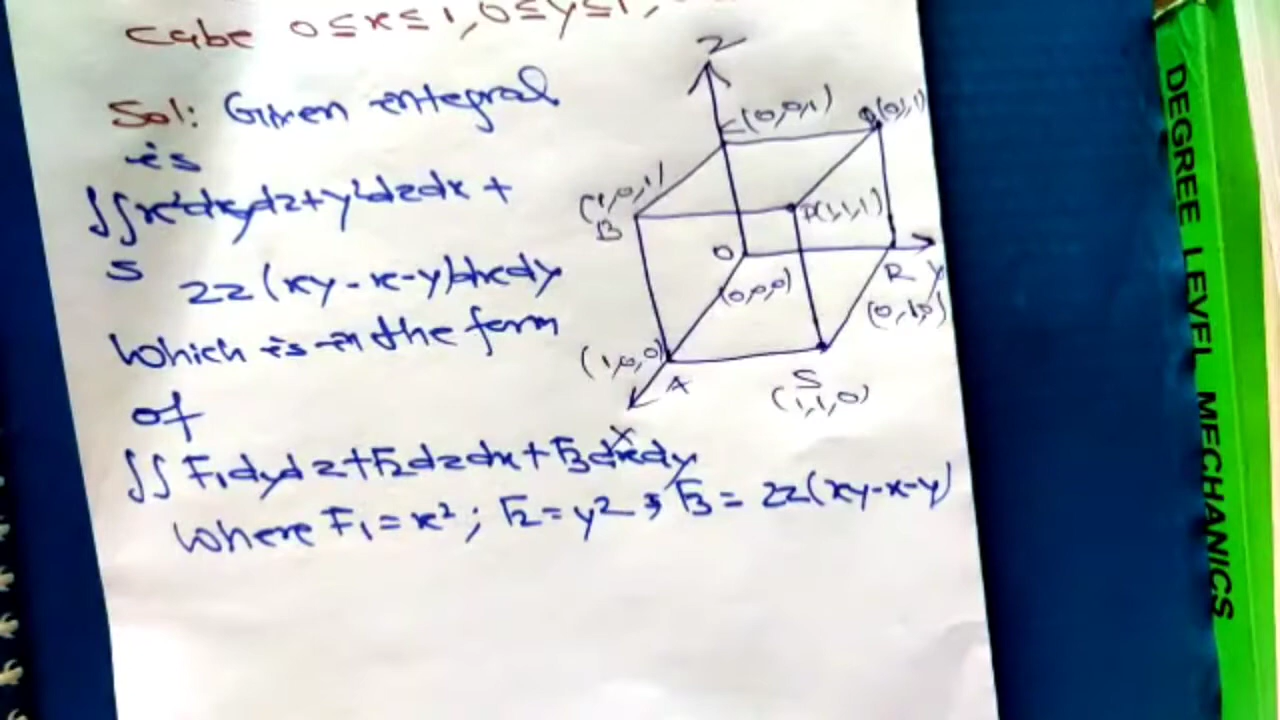 cube 0≤x≤1, 0≤y≤1,
Sol: Given integral
is
∫∫x²dydz+y²dzdx+
S
2z(xy-x-y)dxdy
which is in the form
of
∫∫ F₁dydz+F₂dzdx+F₃dxdy
where F₁=x²; F₂=y²; F₃=2z(xy-x-y)
Z
C(0,0,1)
Q(0,1,1)
(1,0,1)
B
P(1,1,1)
O
(0,0,0)
R Y
(0,1,0)
(1,0,0)
A
S
(1,1,0)
X
DEGREE LEVEL MECHANICS